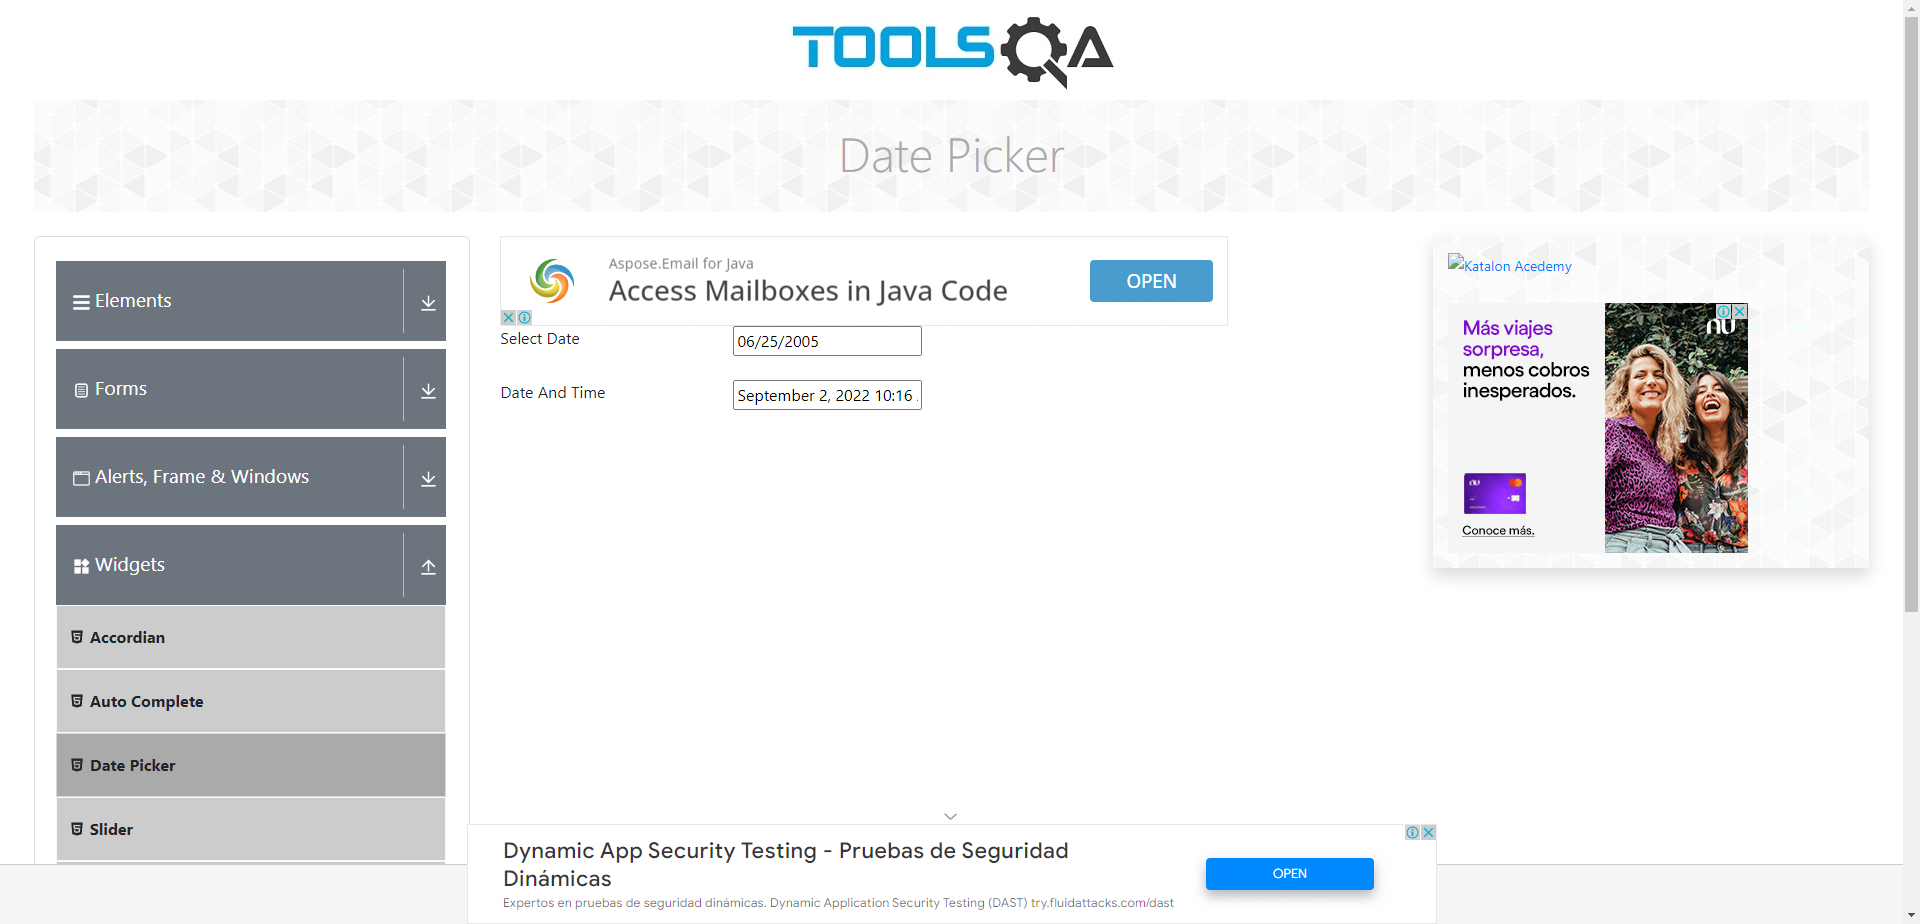 TOOLSQA
Date Picker
Elements
Forms
Alerts, Frame & Windows
Widgets
Accordian
Auto Complete
Date Picker
Slider
Aspose.Email for Java
Access Mailboxes in Java Code
OPEN
Select Date
06/25/2005
Date And Time
September 2, 2022 10:16
Katalon Acedemy
Más viajes
sorpresa,
menos cobros
inesperados.
nu
nu
Conoce más.
Dynamic App Security Testing - Pruebas de Seguridad
Dinámicas
Expertos en pruebas de seguridad dinámicas. Dynamic Application Security Testing (DAST) try.fluidattacks.com/dast
OPEN